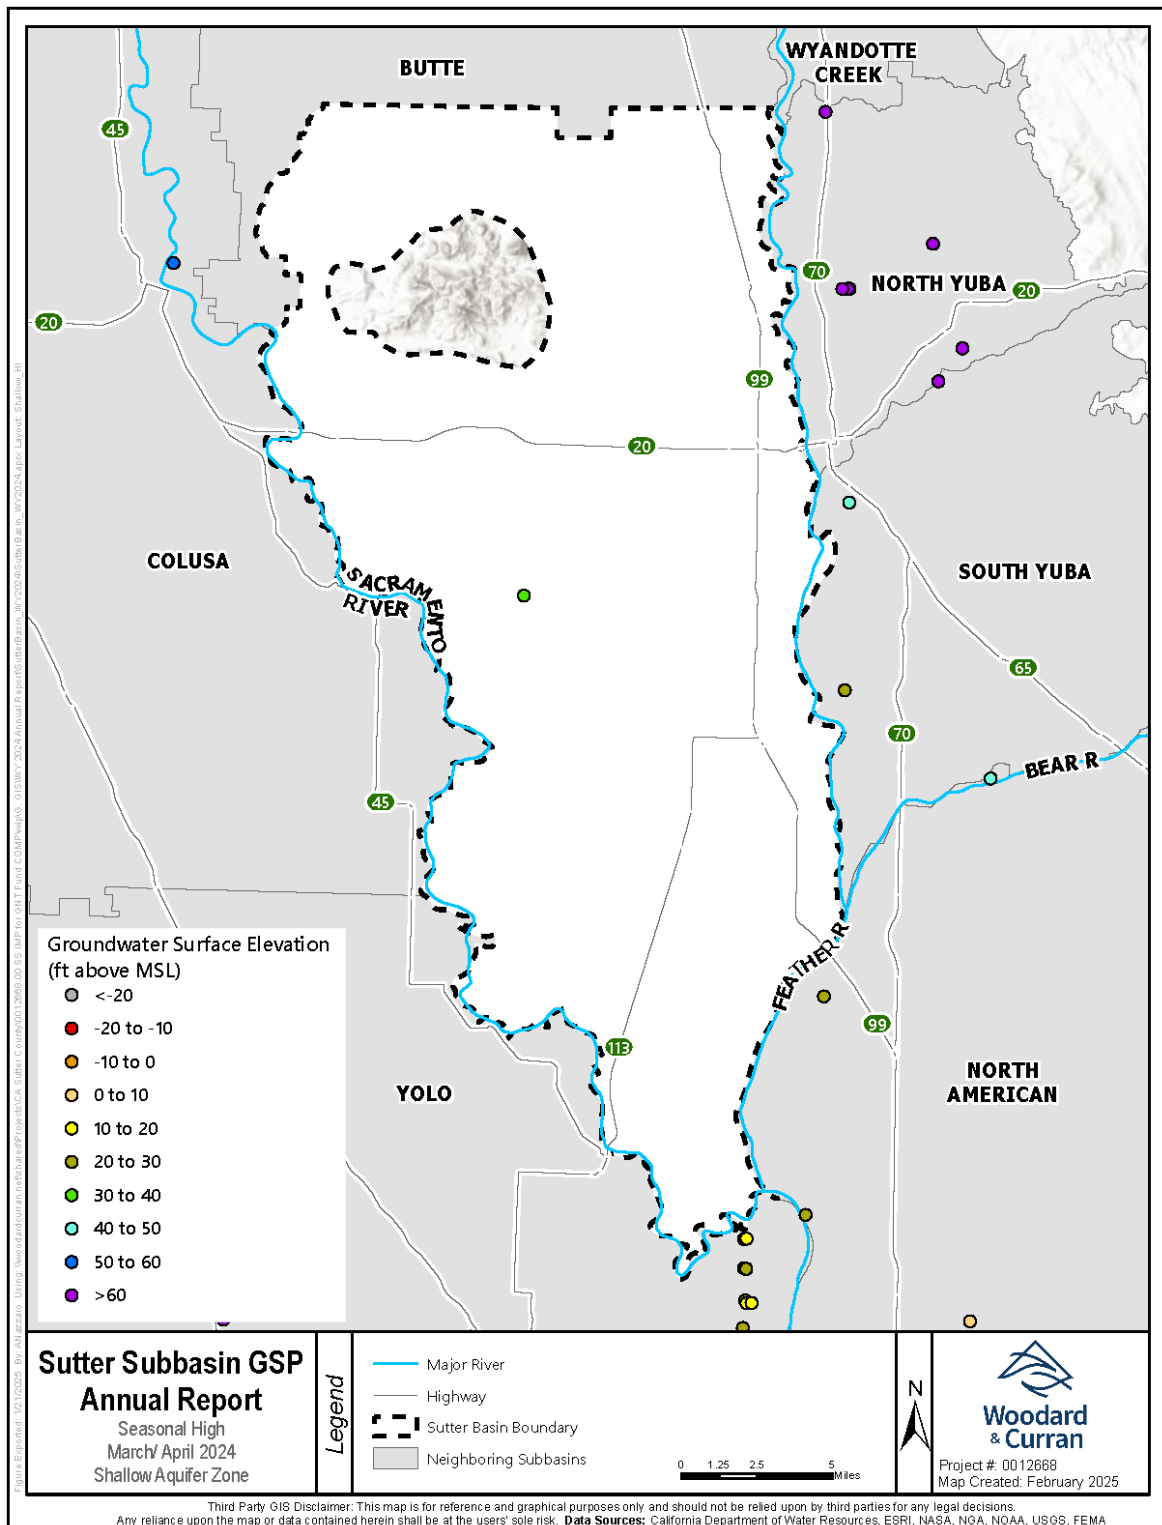 WYANDOTTE
CREEK
BUTTE
45
70
NORTH YUBA
20
20
99
20
COLUSA
SOUTH YUBA
SACRAMENTO
RIVER
65
70
BEAR R
45
FEATHER R
99
113
NORTH
AMERICAN
YOLO
Groundwater Surface Elevation
(ft above MSL)
<-20
-20 to -10
-10 to 0
0 to 10
10 to 20
20 to 30
30 to 40
40 to 50
50 to 60
>60
Sutter Subbasin GSP
Annual Report
Seasonal High
March/ April 2024
Shallow Aquifer Zone
Legend
Major River
Highway
Sutter Basin Boundary
Neighboring Subbasins
0 1.25 2.5 5
Miles
N
Woodard
& Curran
Project #: 0012668
Map Created: February 2025
Third Party GIS Disclaimer: This map is for reference and graphical purposes only and should not be relied upon by third parties for any legal decisions.
Any reliance upon the map or data contained herein shall be at the users' sole risk. Data Sources: California Department of Water Resources, ESRI, NASA, NGA, NOAA, USGS, FEMA